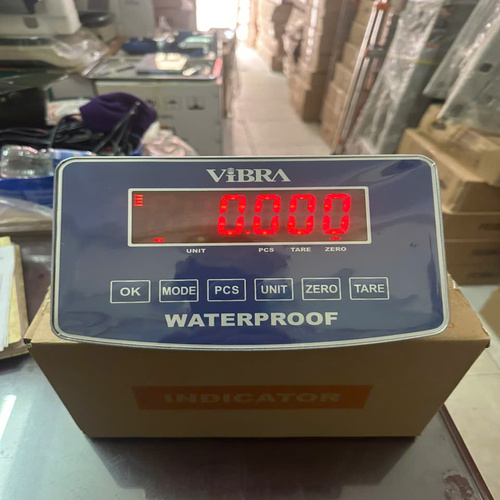 ViBRA
0.000
UNIT PCS TARE ZERO
OK MODE PCS UNIT ZERO TARE
WATERPROOF
INDICATOR